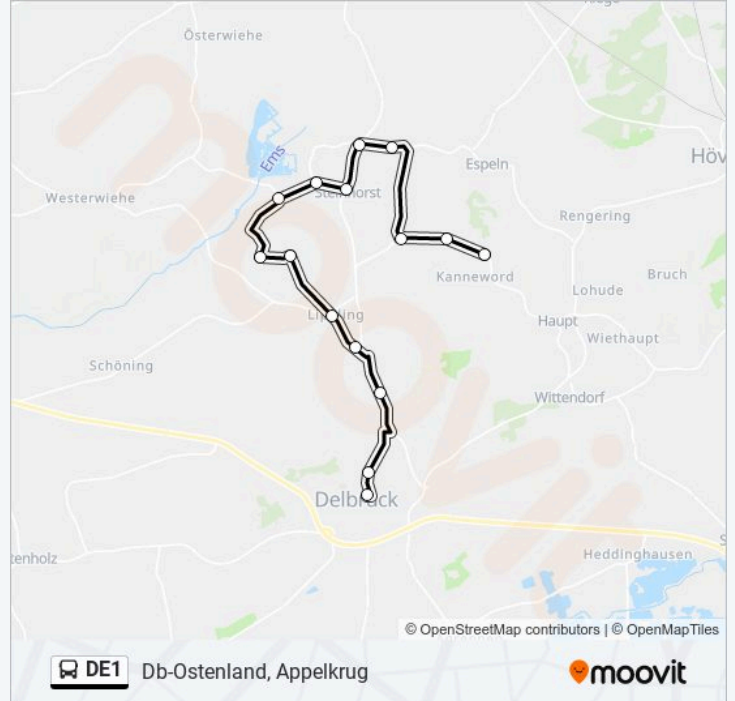 Österwiehe
Ems
Espeln
Höv
Westerwiehe
Steinhorst
Rengering
Kanneword
Bruch
Lohude
Lippling
Haupt
Wiethaupt
Schöning
Wittendorf
Delbrück
tenholz
Heddinghausen
© OpenStreetMap contributors | © OpenMapTiles
DE1 Db-Ostenland, Appelkrug
moovit